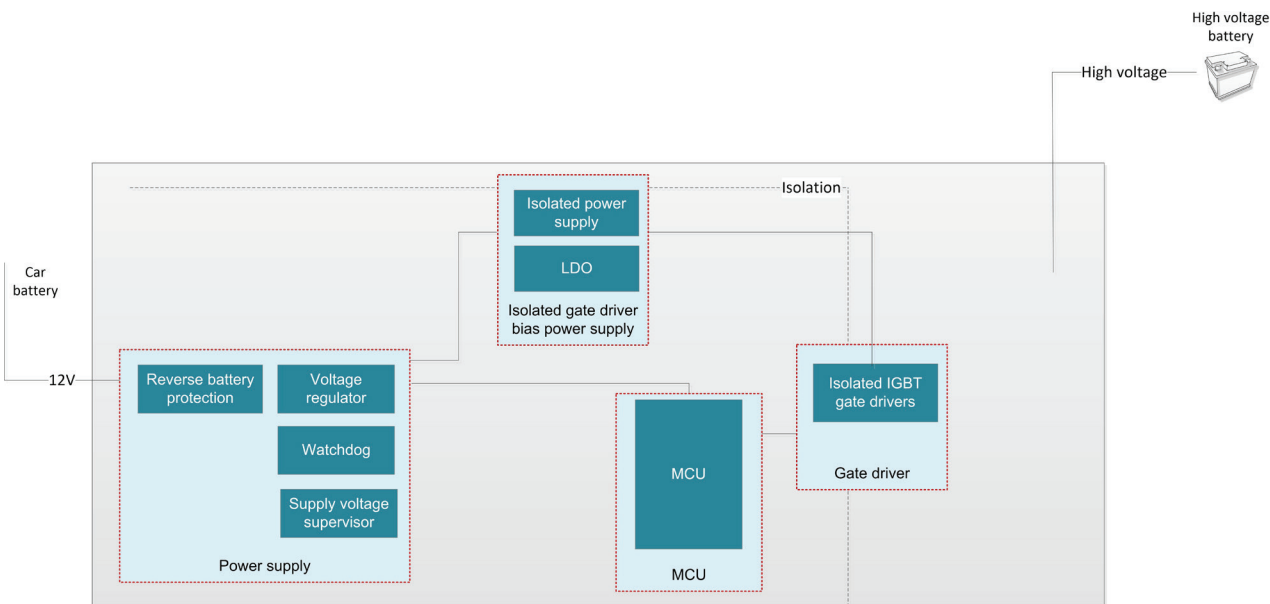 High voltage
battery
High voltage
Isolation
Isolated power
supply
LDO
Isolated gate driver
bias power supply
Car
battery
12V
Reverse battery
protection
Voltage
regulator
Watchdog
Supply voltage
supervisor
Power supply
MCU
MCU
Isolated IGBT
gate drivers
Gate driver